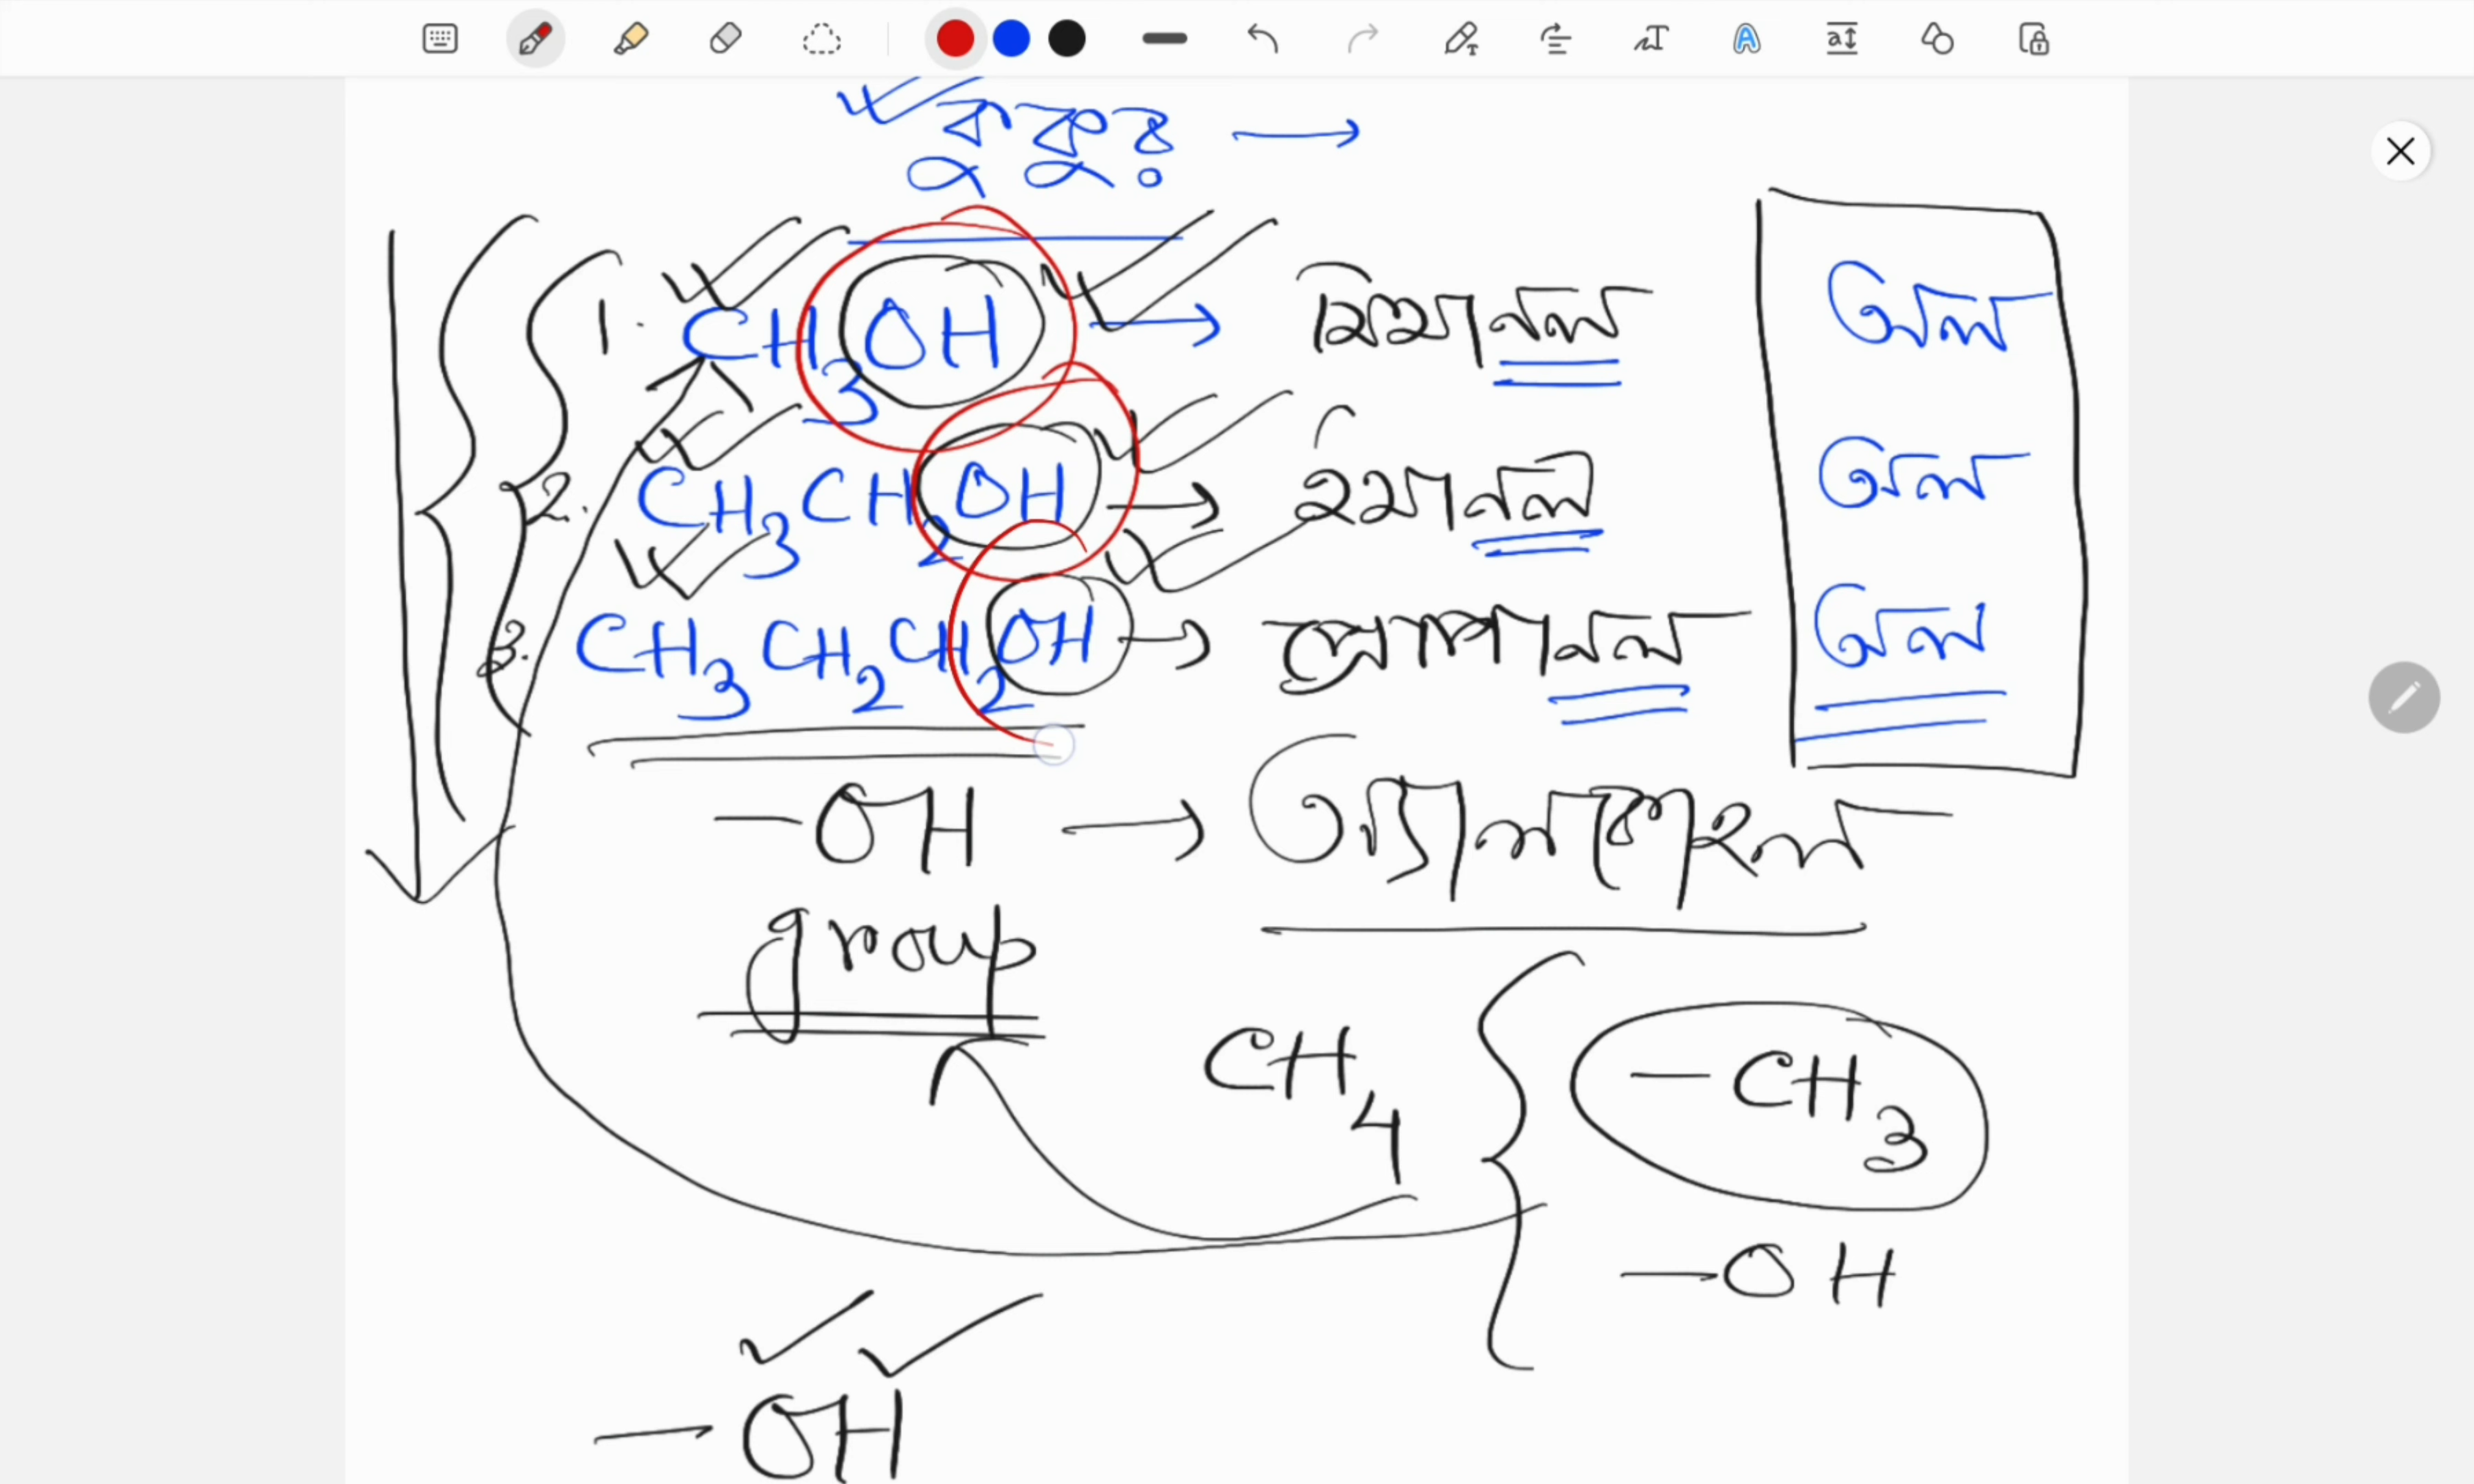 1. CH₃OH → মিথানল অল
2. CH₃CH₂OH → ইথানল অল
3. CH₃CH₂CH₂OH → প্রোপানল অল
—OH → অ্যালকোহল
group
CH₄
—CH₃
—OH
—OH